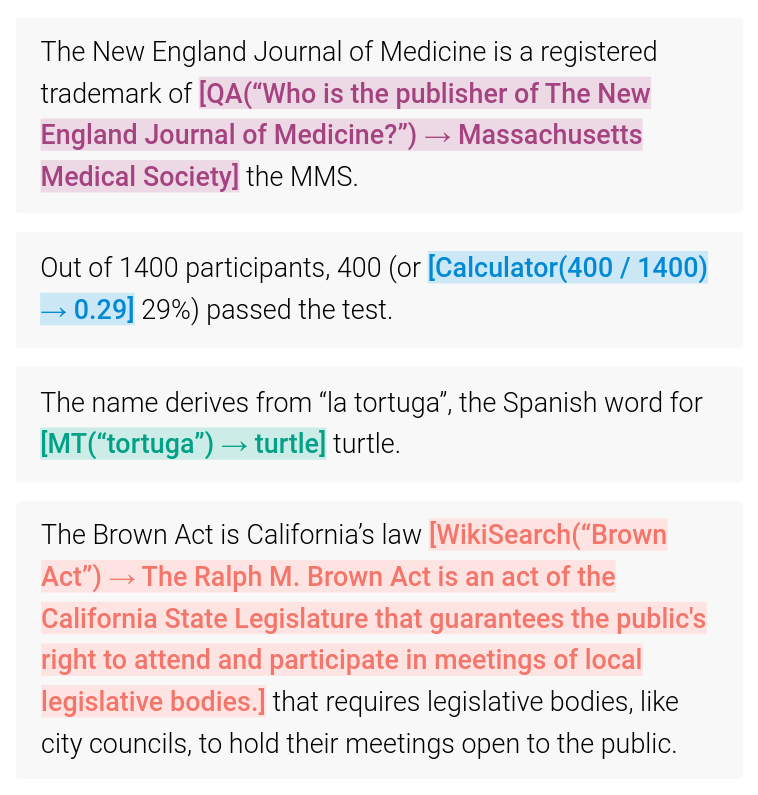 The New England Journal of Medicine is a registered
trademark of [QA(“Who is the publisher of The New
England Journal of Medicine?”) → Massachusetts
Medical Society] the MMS.
Out of 1400 participants, 400 (or [Calculator(400 / 1400)
→ 0.29] 29%) passed the test.
The name derives from “la tortuga”, the Spanish word for
[MT(“tortuga”) → turtle] turtle.
The Brown Act is California’s law [WikiSearch(“Brown
Act”) → The Ralph M. Brown Act is an act of the
California State Legislature that guarantees the public's
right to attend and participate in meetings of local
legislative bodies.] that requires legislative bodies, like
city councils, to hold their meetings open to the public.